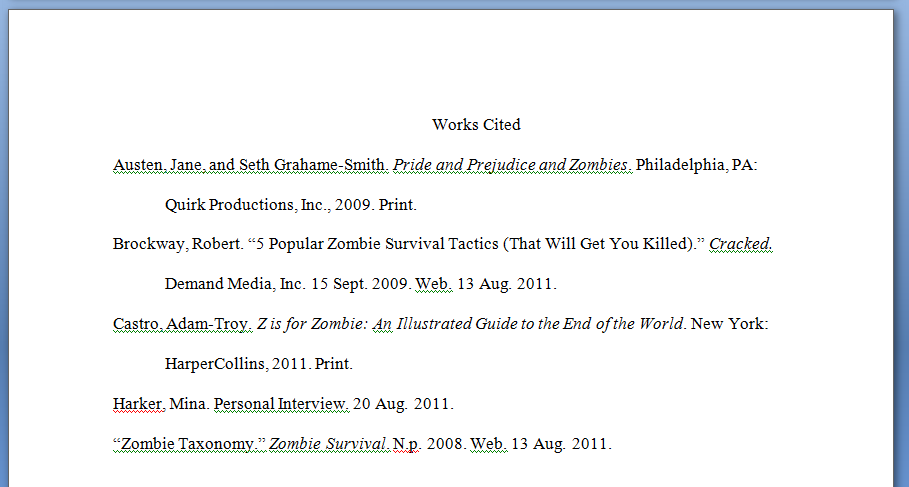 Works Cited
Austen, Jane, and Seth Grahame-Smith. Pride and Prejudice and Zombies. Philadelphia, PA:
Quirk Productions, Inc., 2009. Print.
Brockway, Robert. “5 Popular Zombie Survival Tactics (That Will Get You Killed).” Cracked.
Demand Media, Inc. 15 Sept. 2009. Web. 13 Aug. 2011.
Castro, Adam-Troy. Z is for Zombie: An Illustrated Guide to the End of the World. New York:
HarperCollins, 2011. Print.
Harker, Mina. Personal Interview. 20 Aug. 2011.
“Zombie Taxonomy.” Zombie Survival. N.p. 2008. Web. 13 Aug. 2011.